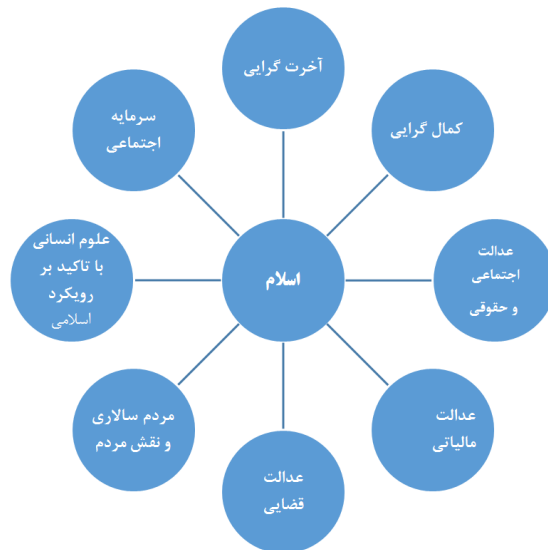 آخرت گرایی
کمال گرایی
عدالت
اجتماعی
و حقوقی
عدالت
مالیاتی
عدالت
قضایی
مردم سالاری
و نقش مردم
علوم انسانی
با تاکید بر
رویکرد
اسلامی
سرمایه
اجتماعی
اسلام